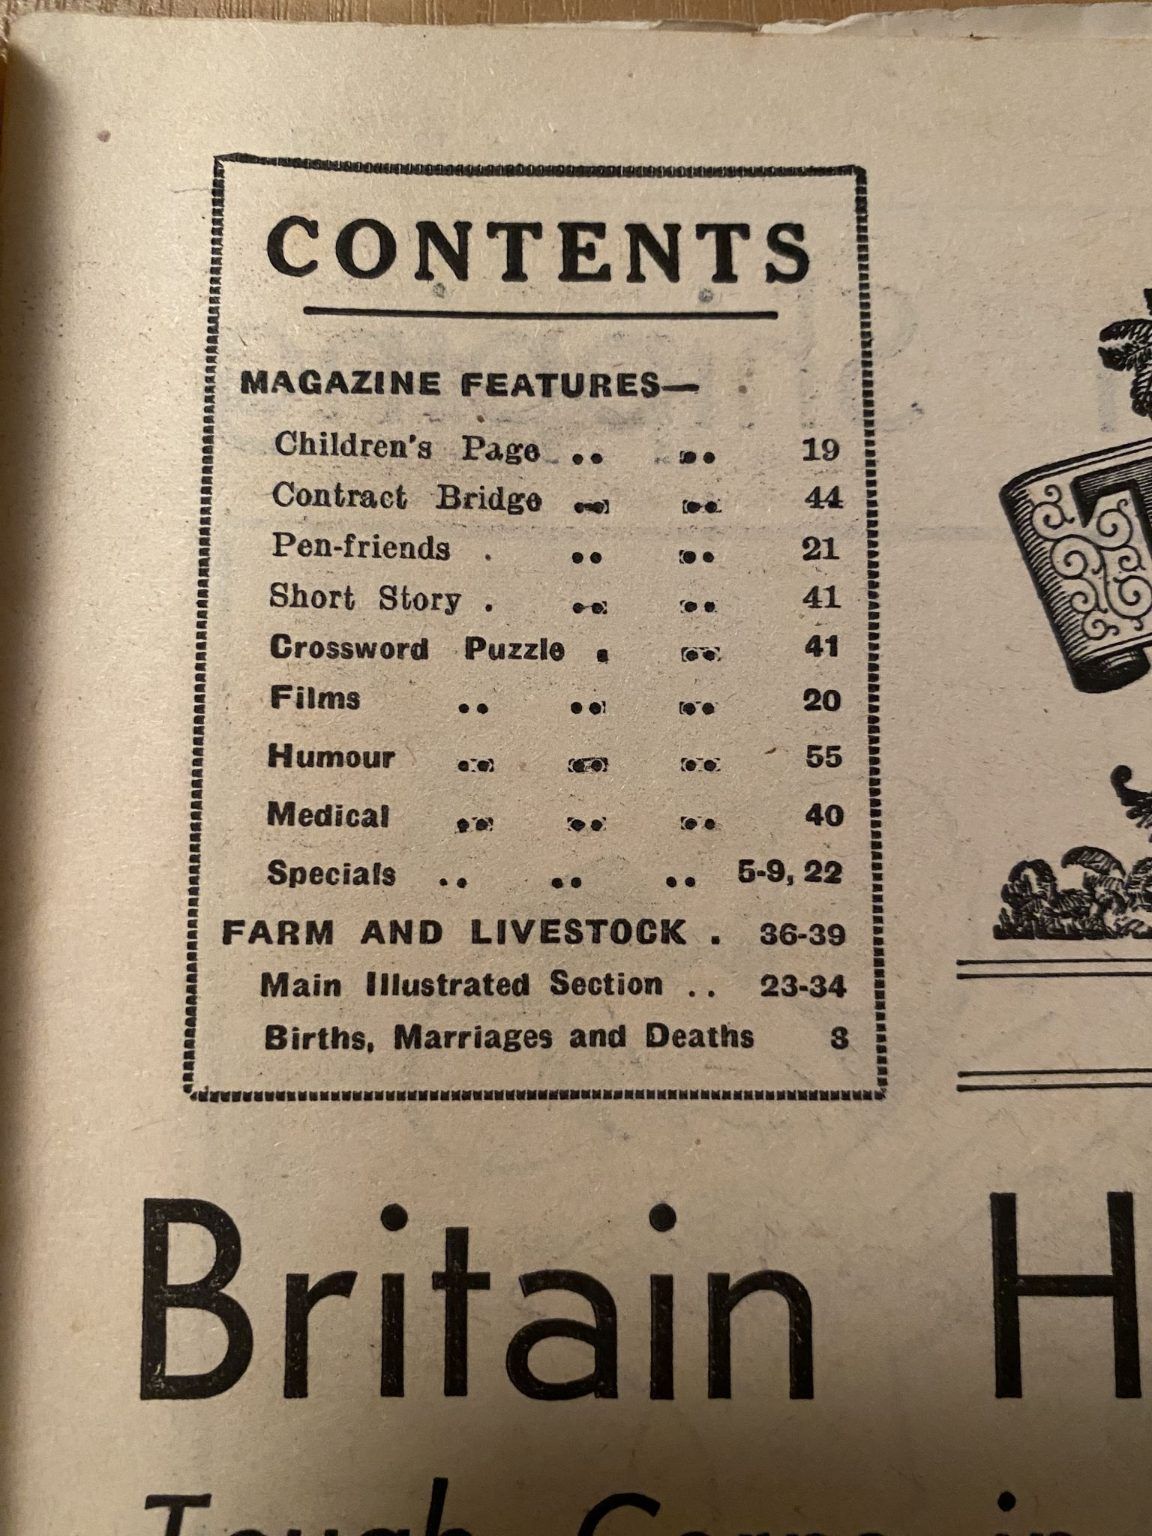 CONTENTS
MAGAZINE FEATURES—
Children's Page .. .. 19
Contract Bridge .. .. 44
Pen-friends . .. .. 21
Short Story . .. .. 41
Crossword Puzzle . .. 41
Films .. .. .. 20
Humour .. .. .. 55
Medical .. .. .. 40
Specials .. .. .. 5-9, 22
FARM AND LIVESTOCK . 36-39
Main Illustrated Section .. 23-34
Births, Marriages and Deaths 3
Britain H